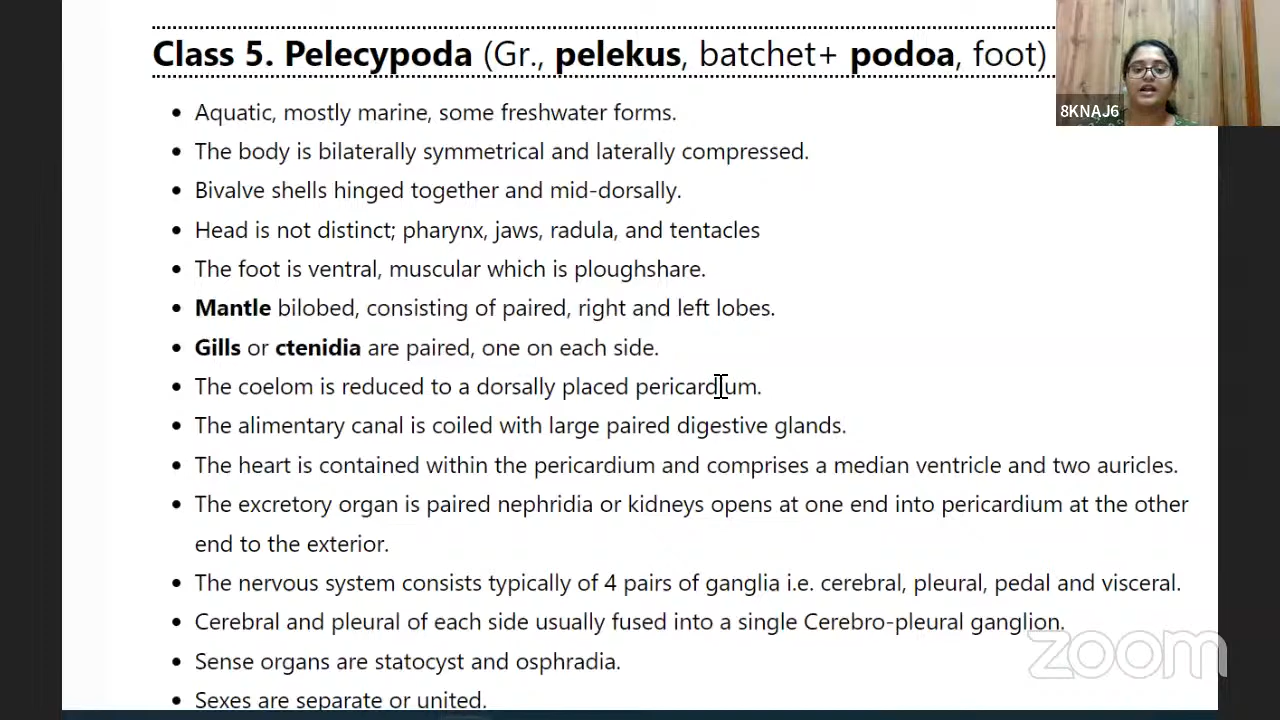 Class 5. Pelecypoda (Gr., pelekus, batchet+ podoa, foot)
8KNAJ6
• Aquatic, mostly marine, some freshwater forms.
• The body is bilaterally symmetrical and laterally compressed.
• Bivalve shells hinged together and mid-dorsally.
• Head is not distinct; pharynx, jaws, radula, and tentacles
• The foot is ventral, muscular which is ploughshare.
• Mantle bilobed, consisting of paired, right and left lobes.
• Gills or ctenidia are paired, one on each side.
• The coelom is reduced to a dorsally placed pericardium.
• The alimentary canal is coiled with large paired digestive glands.
• The heart is contained within the pericardium and comprises a median ventricle and two auricles.
• The excretory organ is paired nephridia or kidneys opens at one end into pericardium at the other
end to the exterior.
• The nervous system consists typically of 4 pairs of ganglia i.e. cerebral, pleural, pedal and visceral.
• Cerebral and pleural of each side usually fused into a single Cerebro-pleural ganglion.
• Sense organs are statocyst and osphradia.
• Sexes are separate or united.
zoom